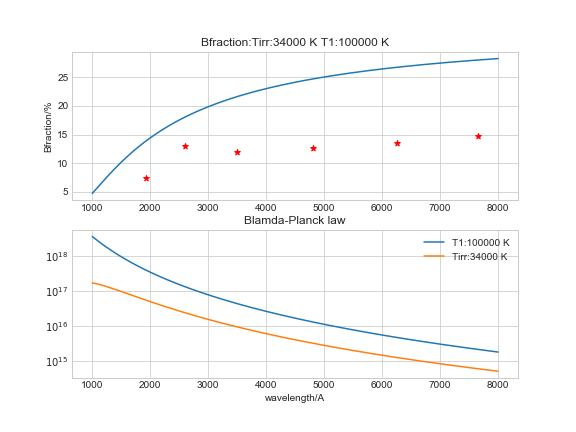 Bfraction:Tirr:34000 K T1:100000 K
Bfraction/%
25
20
15
10
5
1000 2000 3000 4000 5000 6000 7000 8000
Blamda-Planck law
T1:100000 K
Tirr:34000 K
10^18
10^17
10^16
10^15
1000 2000 3000 4000 5000 6000 7000 8000
wavelength/A